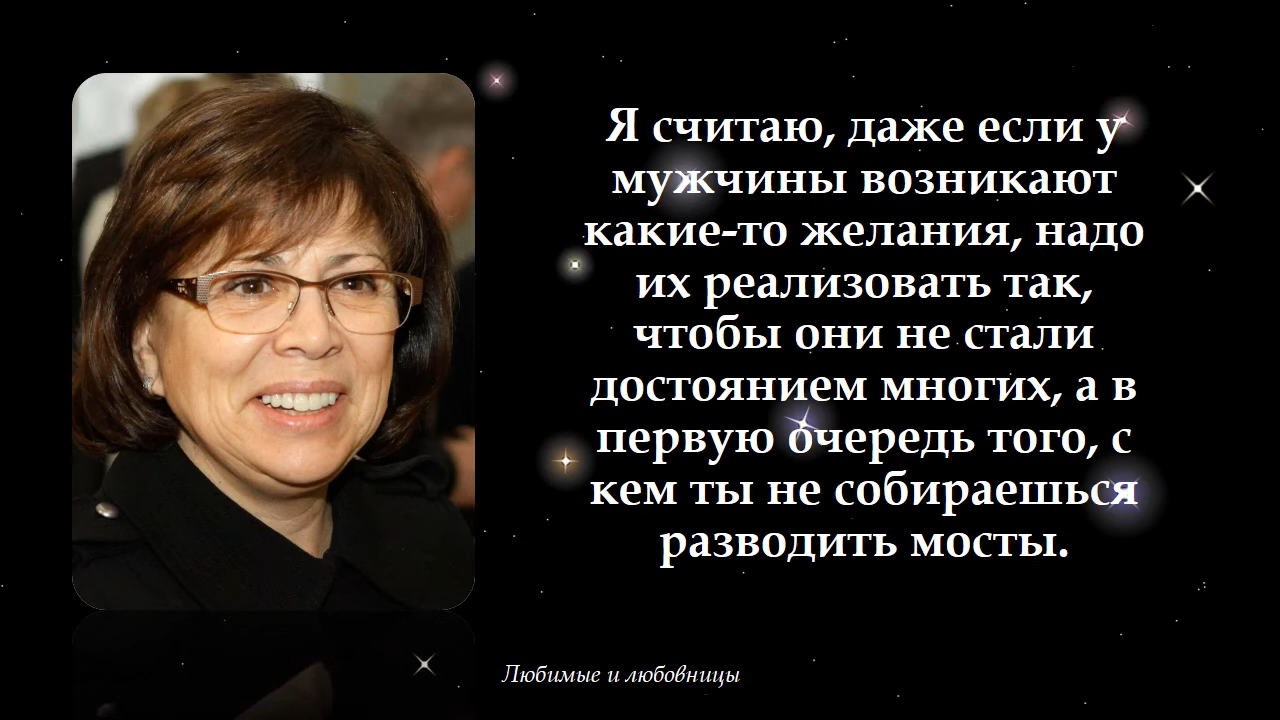 Я считаю, даже если у
мужчины возникают
какие-то желания, надо
их реализовать так,
чтобы они не стали
достоянием многих, а в
первую очередь того, с
кем ты не собираешься
разводить мосты.
Любимые и любовницы